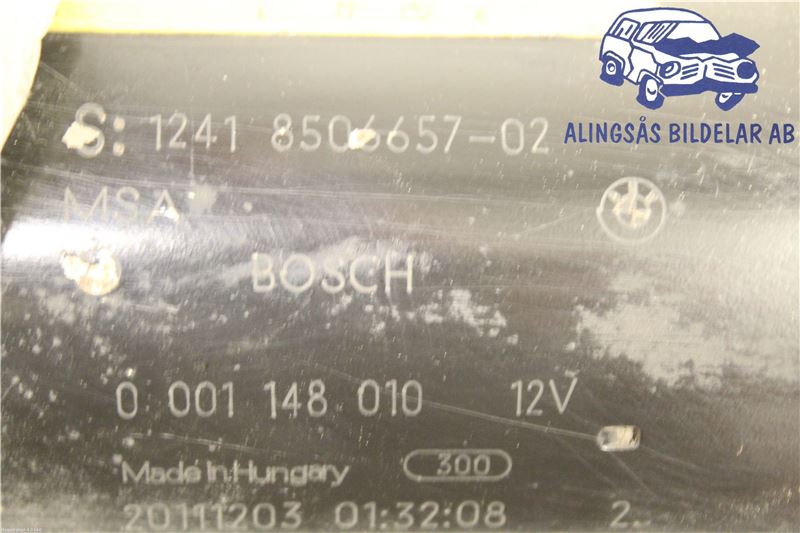 ALINGSÅS BILDELAR AB
S: 1241 8506657-02
MSA
BOSCH
0 001 148 010 12V
Made In Hungary 300
20111203 01:32:08 2